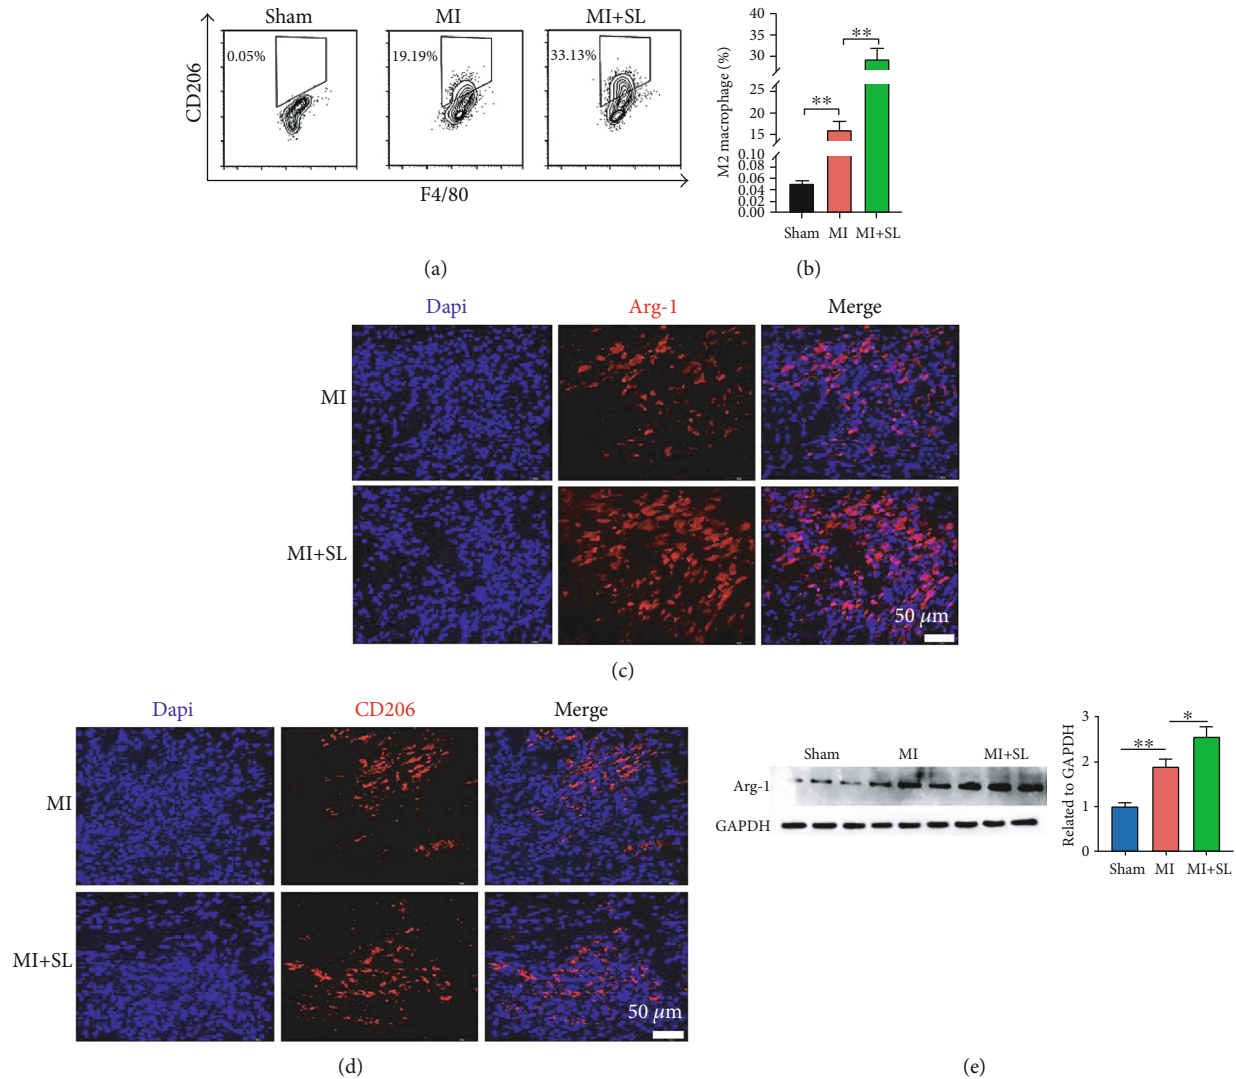 Sham MI MI+SL
0.05% 19.19% 33.13%
CD206
F4/80
(a)
M2 macrophage (%)
40
35
30
25
20
15
0.10
0.08
0.06
0.04
0.02
0.00
**
**
Sham MI MI+SL
(b)
Dapi Arg-1 Merge
MI
MI+SL
50 μm
(c)
Dapi CD206 Merge
MI
MI+SL
50 μm
(d)
Sham MI MI+SL
Arg-1
GAPDH
Related to GAPDH
3
2
1
0
**
*
Sham MI MI+SL
(e)